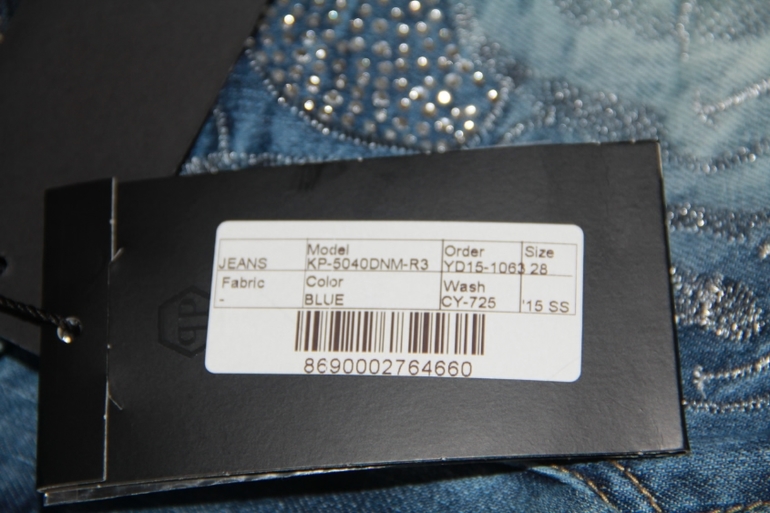 JEANS
Model
KP-5040DNM-R3
Order
YD15-1063
Size
28
Fabric
-
Color
BLUE
Wash
CY-725
'15 SS
8690002764660